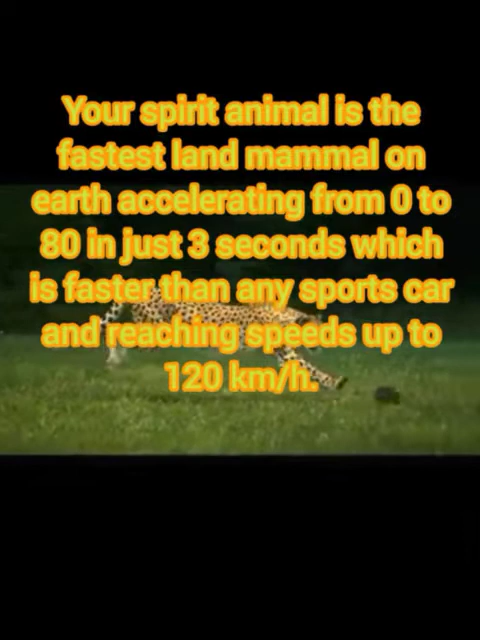 Your spirit animal is the
fastest land mammal on
earth accelerating from 0 to
80 in just 3 seconds which
is faster than any sports car
and reaching speeds up to
120 km/h.